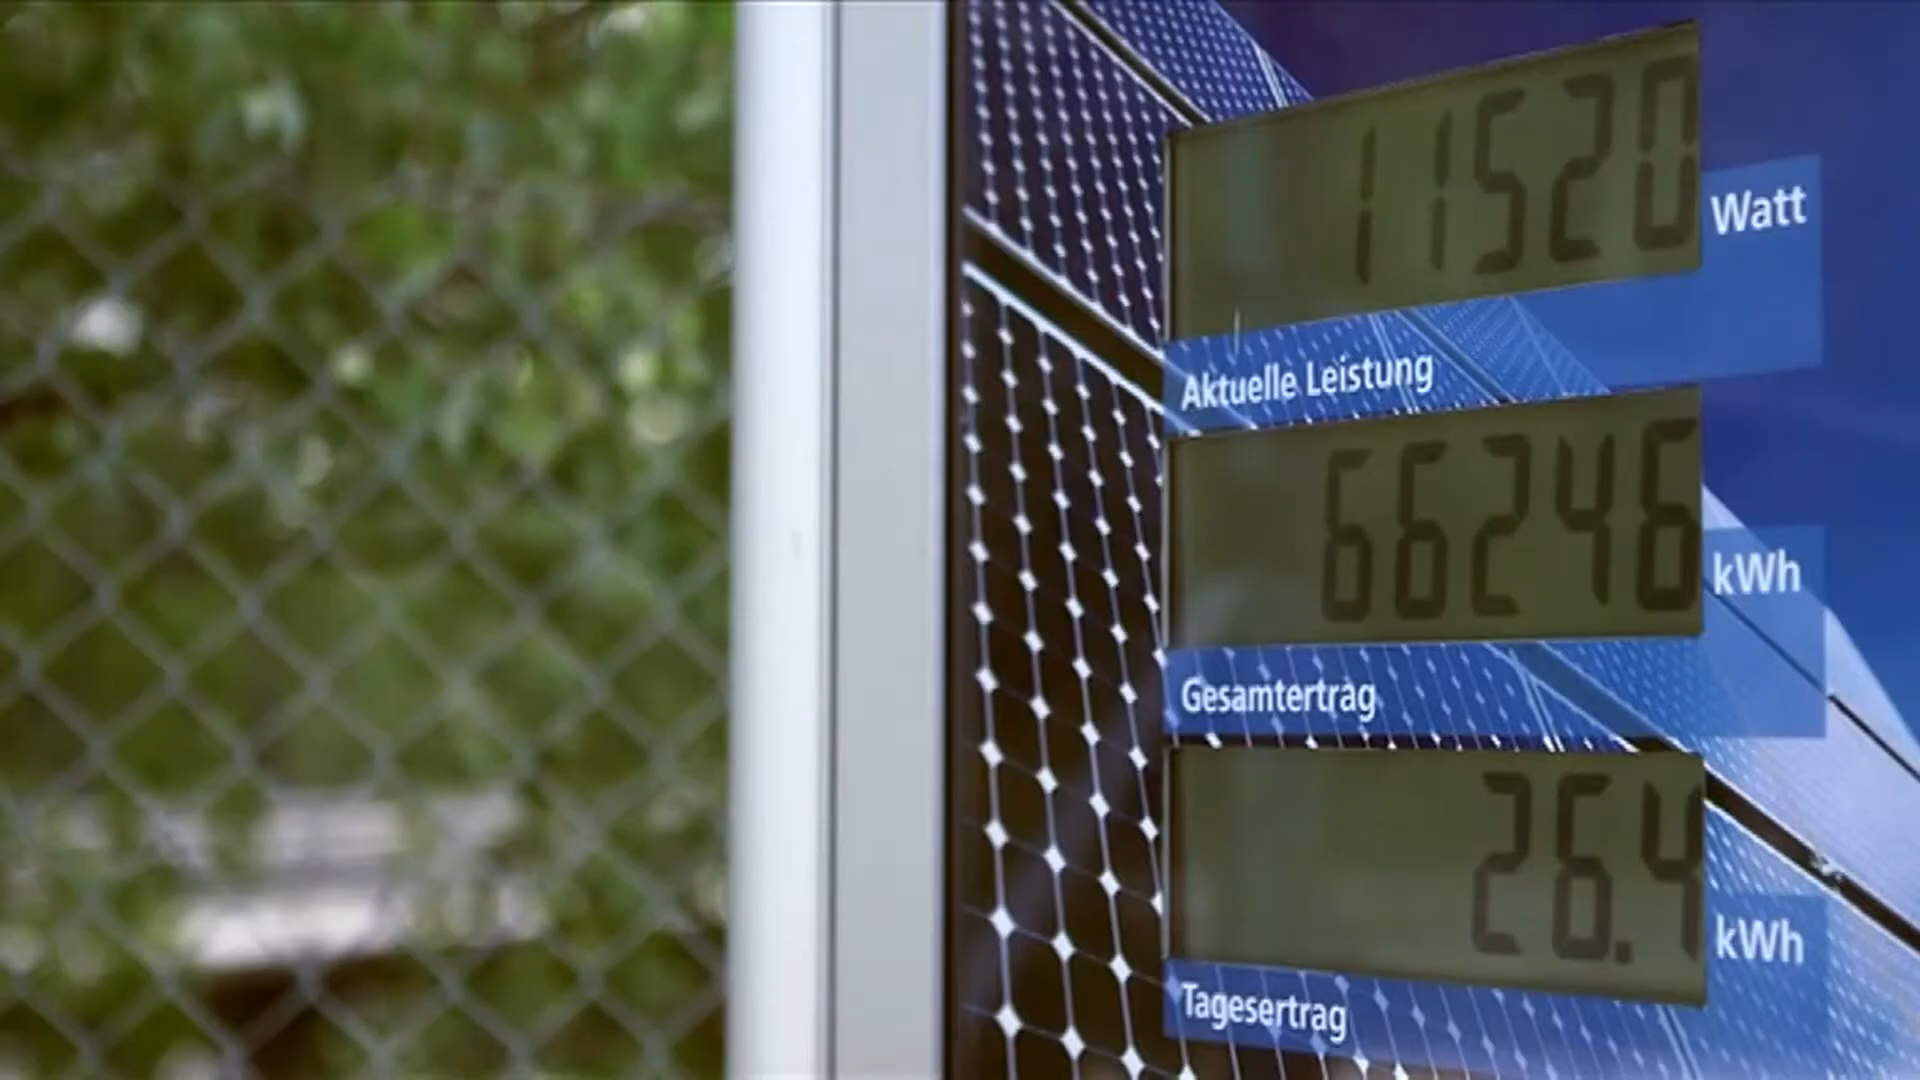 11520 Watt
Aktuelle Leistung
66246 kWh
Gesamtertrag
26.4 kWh
Tagesertrag